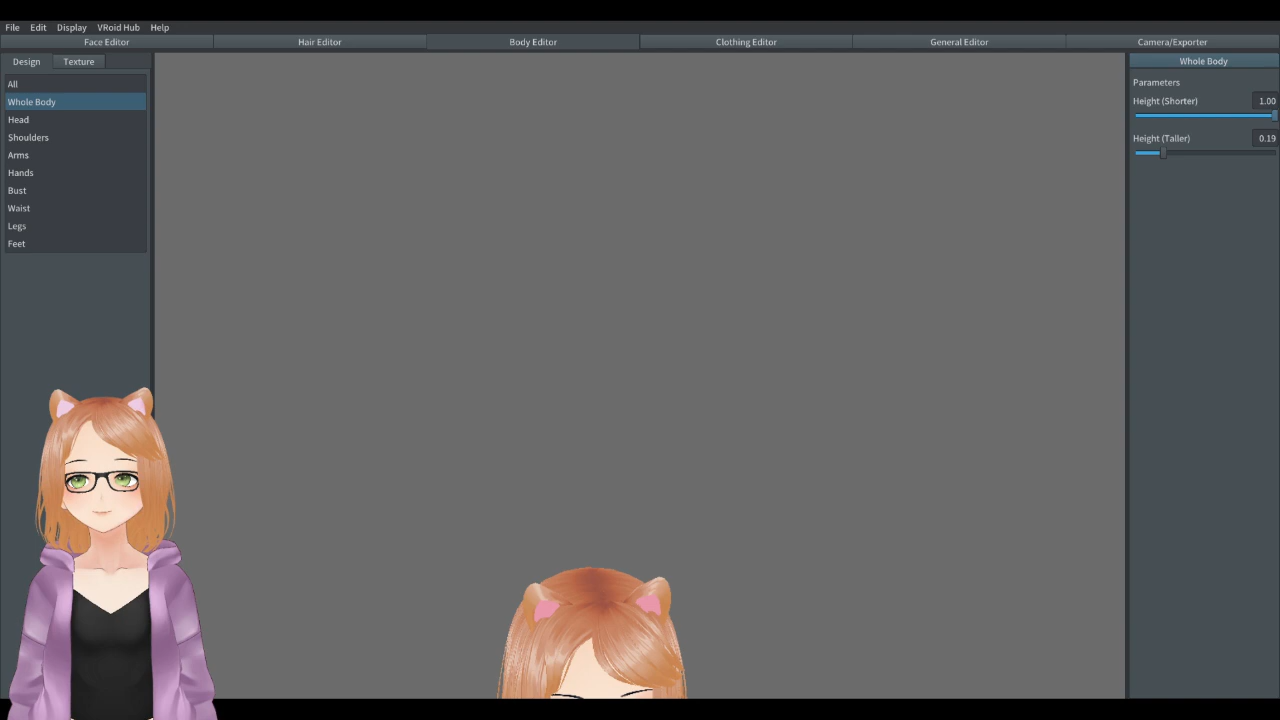 File Edit Display VRoid Hub Help
Face Editor Hair Editor Body Editor Clothing Editor General Editor Camera/Exporter
Design Texture
All
Whole Body
Head
Shoulders
Arms
Hands
Bust
Waist
Legs
Feet
Whole Body
Parameters
Height (Shorter) 1.00
Height (Taller) 0.19